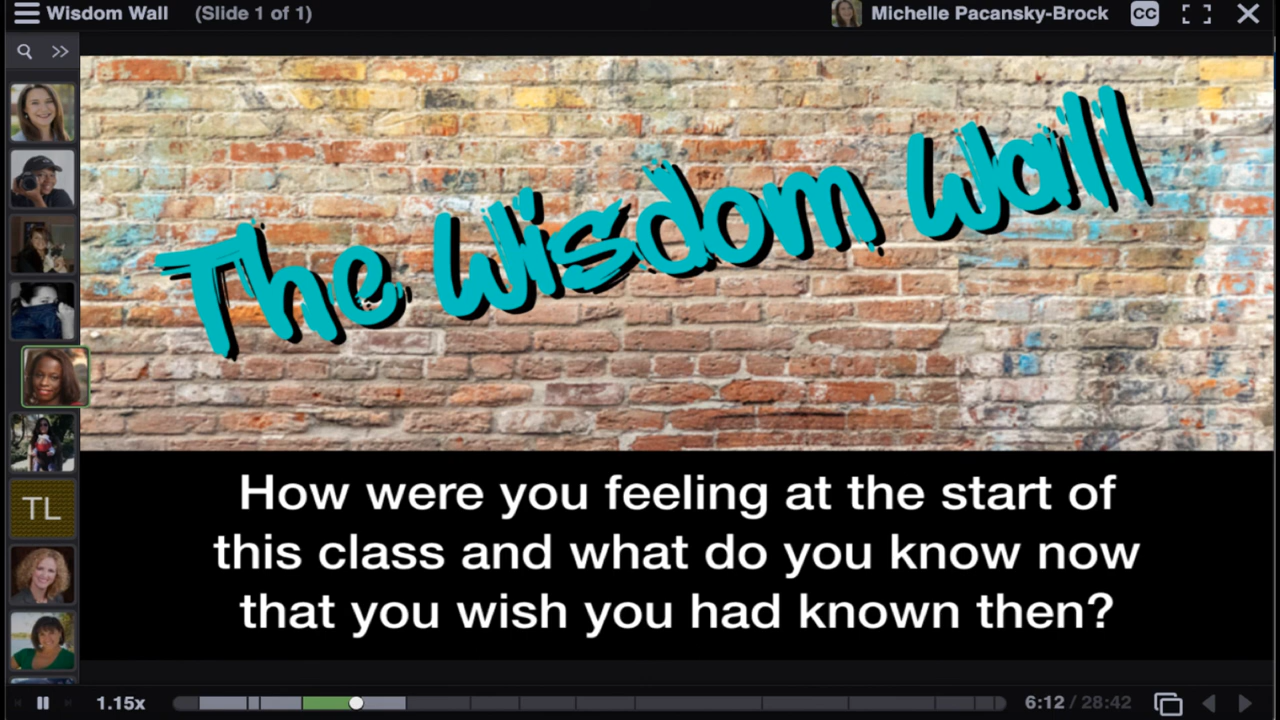 Wisdom Wall (Slide 1 of 1)
Michelle Pacansky-Brock CC
The Wisdom Wall
TL
How were you feeling at the start of
this class and what do you know now
that you wish you had known then?
1.15x
6:12 / 28:42